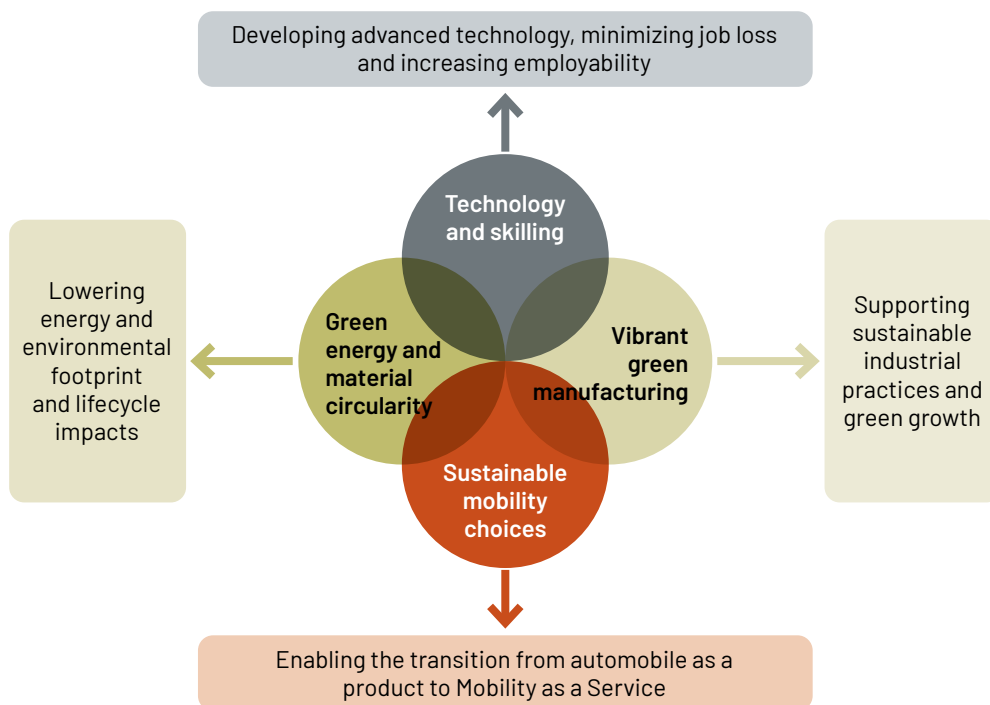 Developing advanced technology, minimizing job loss
and increasing employability
Technology
and skilling
Lowering
energy and
environmental
footprint
and lifecycle
impacts
Green
energy and
material
circularity
Vibrant
green
manufacturing
Supporting
sustainable
industrial
practices and
green growth
Sustainable
mobility
choices
Enabling the transition from automobile as a
product to Mobility as a Service